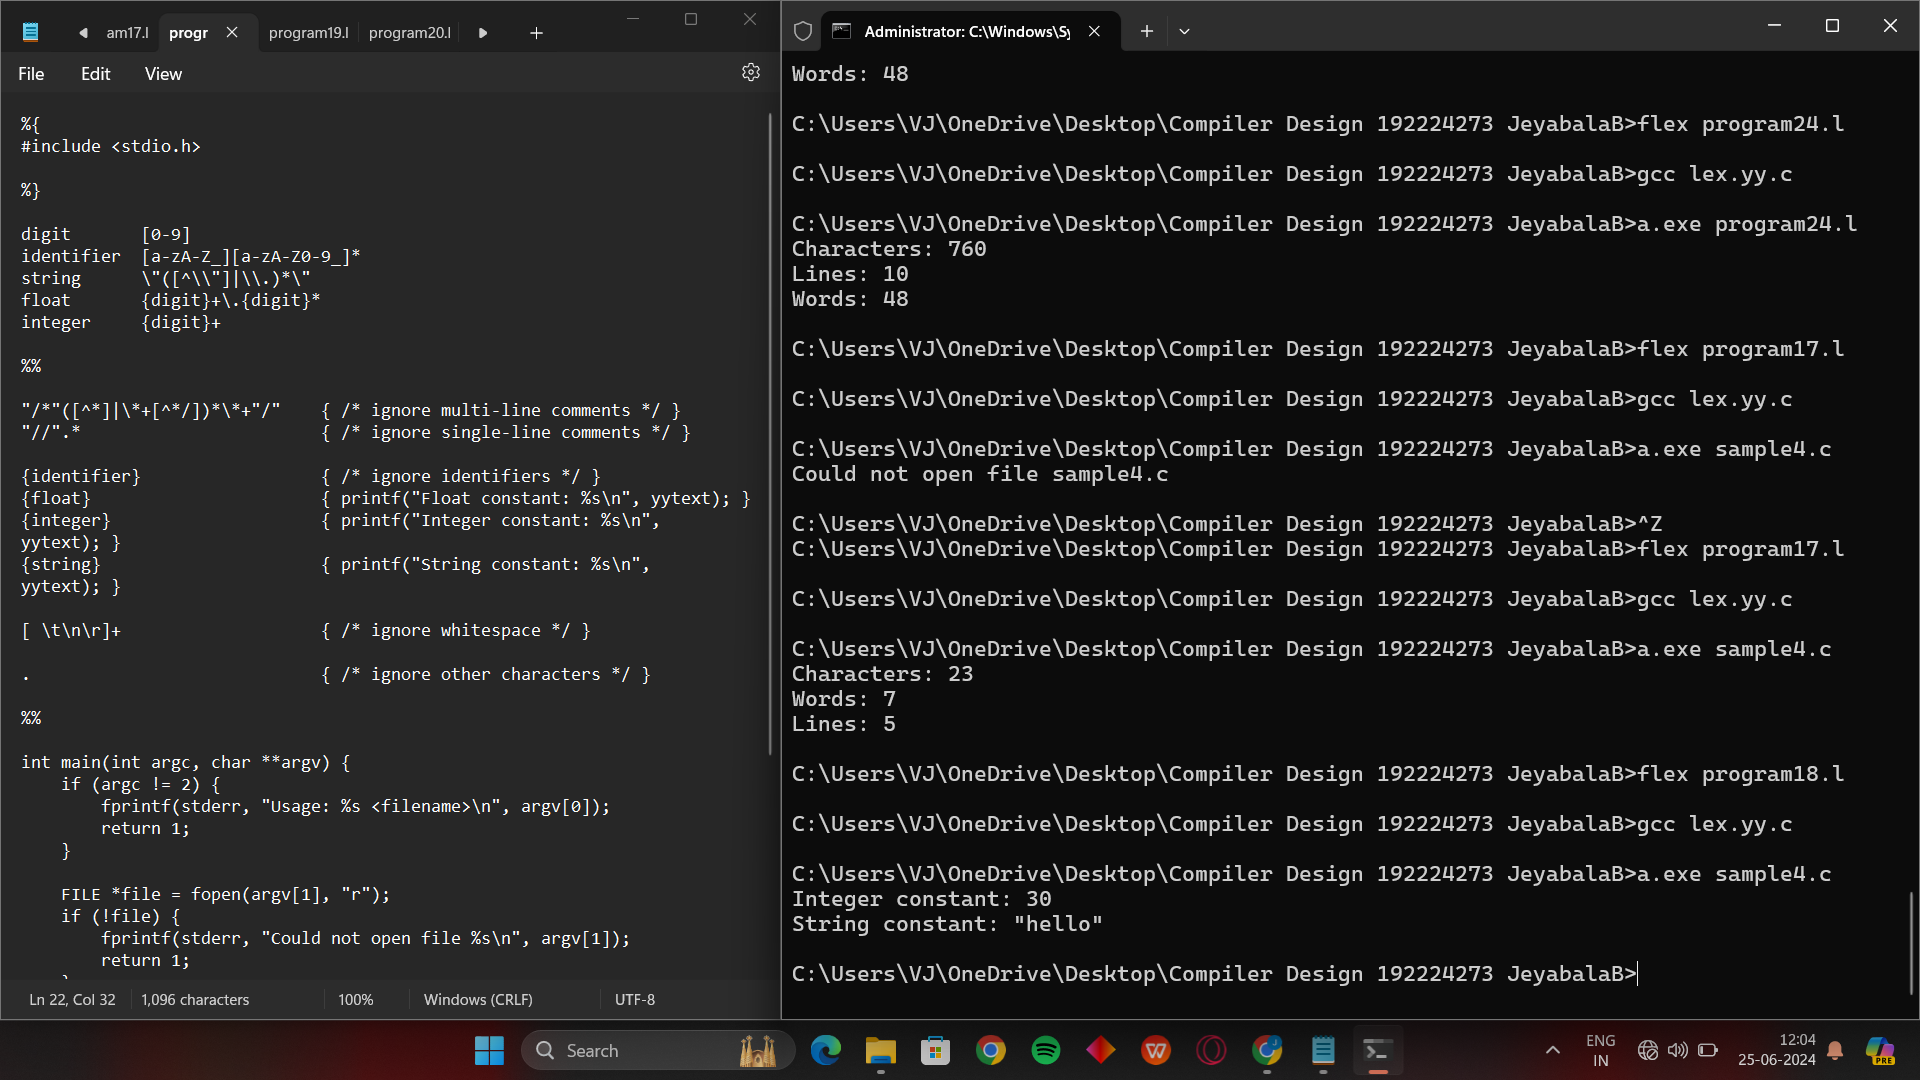 am17.l
progr
program19.l
program20.l
File
Edit
View
%{
#include <stdio.h>
%}
digit       [0-9]
identifier  [a-zA-Z_][a-zA-Z0-9_]*
string      \"([^\\"]|\\.)*\"
float       {digit}+\.{digit}*
integer     {digit}+
%%
"/*"([^*]|\*+[^*/])*\*+"/"    { /* ignore multi-line comments */ }
"//".*                        { /* ignore single-line comments */ }
{identifier}                  { /* ignore identifiers */ }
{float}                       { printf("Float constant: %s\n", yytext); }
{integer}                     { printf("Integer constant: %s\n",
yytext); }
{string}                      { printf("String constant: %s\n",
yytext); }
[ \t\n\r]+                    { /* ignore whitespace */ }
.                             { /* ignore other characters */ }
%%
int main(int argc, char **argv) {
    if (argc != 2) {
        fprintf(stderr, "Usage: %s <filename>\n", argv[0]);
        return 1;
    }
    FILE *file = fopen(argv[1], "r");
    if (!file) {
        fprintf(stderr, "Could not open file %s\n", argv[1]);
        return 1;
Ln 22, Col 32
1,096 characters
100%
Windows (CRLF)
UTF-8
Administrator: C:\Windows\Sy
Words: 48
C:\Users\VJ\OneDrive\Desktop\Compiler Design 192224273 JeyabalaB>flex program24.l
C:\Users\VJ\OneDrive\Desktop\Compiler Design 192224273 JeyabalaB>gcc lex.yy.c
C:\Users\VJ\OneDrive\Desktop\Compiler Design 192224273 JeyabalaB>a.exe program24.l
Characters: 760
Lines: 10
Words: 48
C:\Users\VJ\OneDrive\Desktop\Compiler Design 192224273 JeyabalaB>flex program17.l
C:\Users\VJ\OneDrive\Desktop\Compiler Design 192224273 JeyabalaB>gcc lex.yy.c
C:\Users\VJ\OneDrive\Desktop\Compiler Design 192224273 JeyabalaB>a.exe sample4.c
Could not open file sample4.c
C:\Users\VJ\OneDrive\Desktop\Compiler Design 192224273 JeyabalaB>^Z
C:\Users\VJ\OneDrive\Desktop\Compiler Design 192224273 JeyabalaB>flex program17.l
C:\Users\VJ\OneDrive\Desktop\Compiler Design 192224273 JeyabalaB>gcc lex.yy.c
C:\Users\VJ\OneDrive\Desktop\Compiler Design 192224273 JeyabalaB>a.exe sample4.c
Characters: 23
Words: 7
Lines: 5
C:\Users\VJ\OneDrive\Desktop\Compiler Design 192224273 JeyabalaB>flex program18.l
C:\Users\VJ\OneDrive\Desktop\Compiler Design 192224273 JeyabalaB>gcc lex.yy.c
C:\Users\VJ\OneDrive\Desktop\Compiler Design 192224273 JeyabalaB>a.exe sample4.c
Integer constant: 30
String constant: "hello"
C:\Users\VJ\OneDrive\Desktop\Compiler Design 192224273 JeyabalaB>
Search
ENG
IN
12:04
25-06-2024
PRE